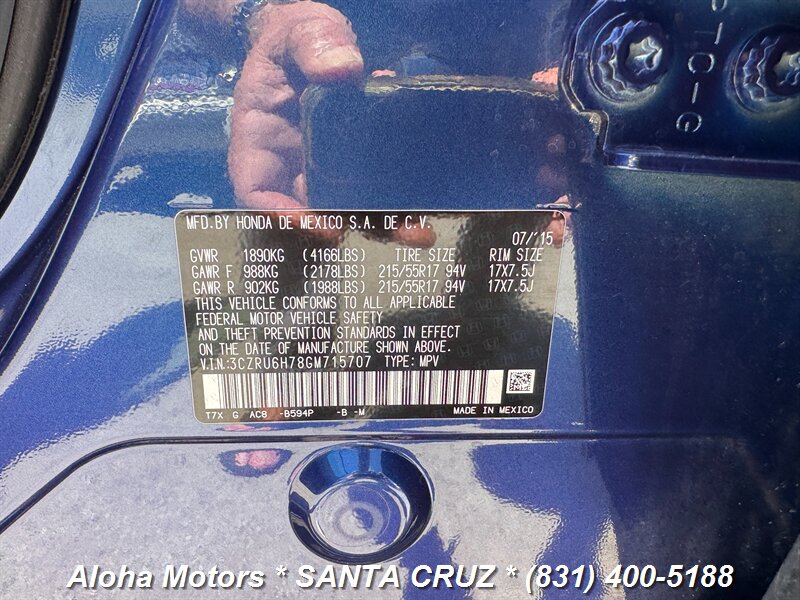 PTC-G
MFD.BY HONDA DE MEXICO S.A. DE C.V.
07/'15
GVWR 1890KG (4166LBS) TIRE SIZE RIM SIZE
GAWR F 988KG (2178LBS) 215/55R17 94V 17X7.5J
GAWR R 902KG (1988LBS) 215/55R17 94V 17X7.5J
THIS VEHICLE CONFORMS TO ALL APPLICABLE
FEDERAL MOTOR VEHICLE SAFETY
AND THEFT PREVENTION STANDARDS IN EFFECT
ON THE DATE OF MANUFACTURE SHOWN ABOVE.
V.I.N:3CZRU6H78GM715707 TYPE: MPV
T7X G AC8 -B594P -B -M MADE IN MEXICO
Aloha Motors * SANTA CRUZ * (831) 400-5188